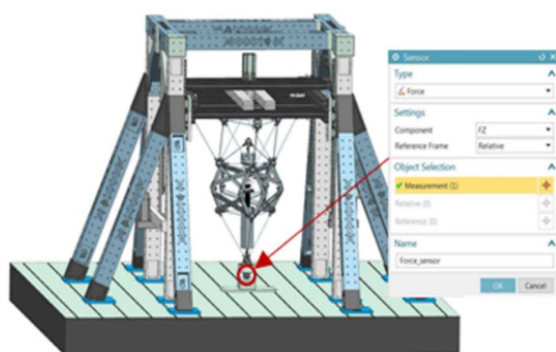 Sensor
Type
Force
Settings
Component FZ
Reference Frame Relative
Object Selection
Measurement (1)
Relative (0)
Reference (0)
Name
Force_sensor
OK Cancel